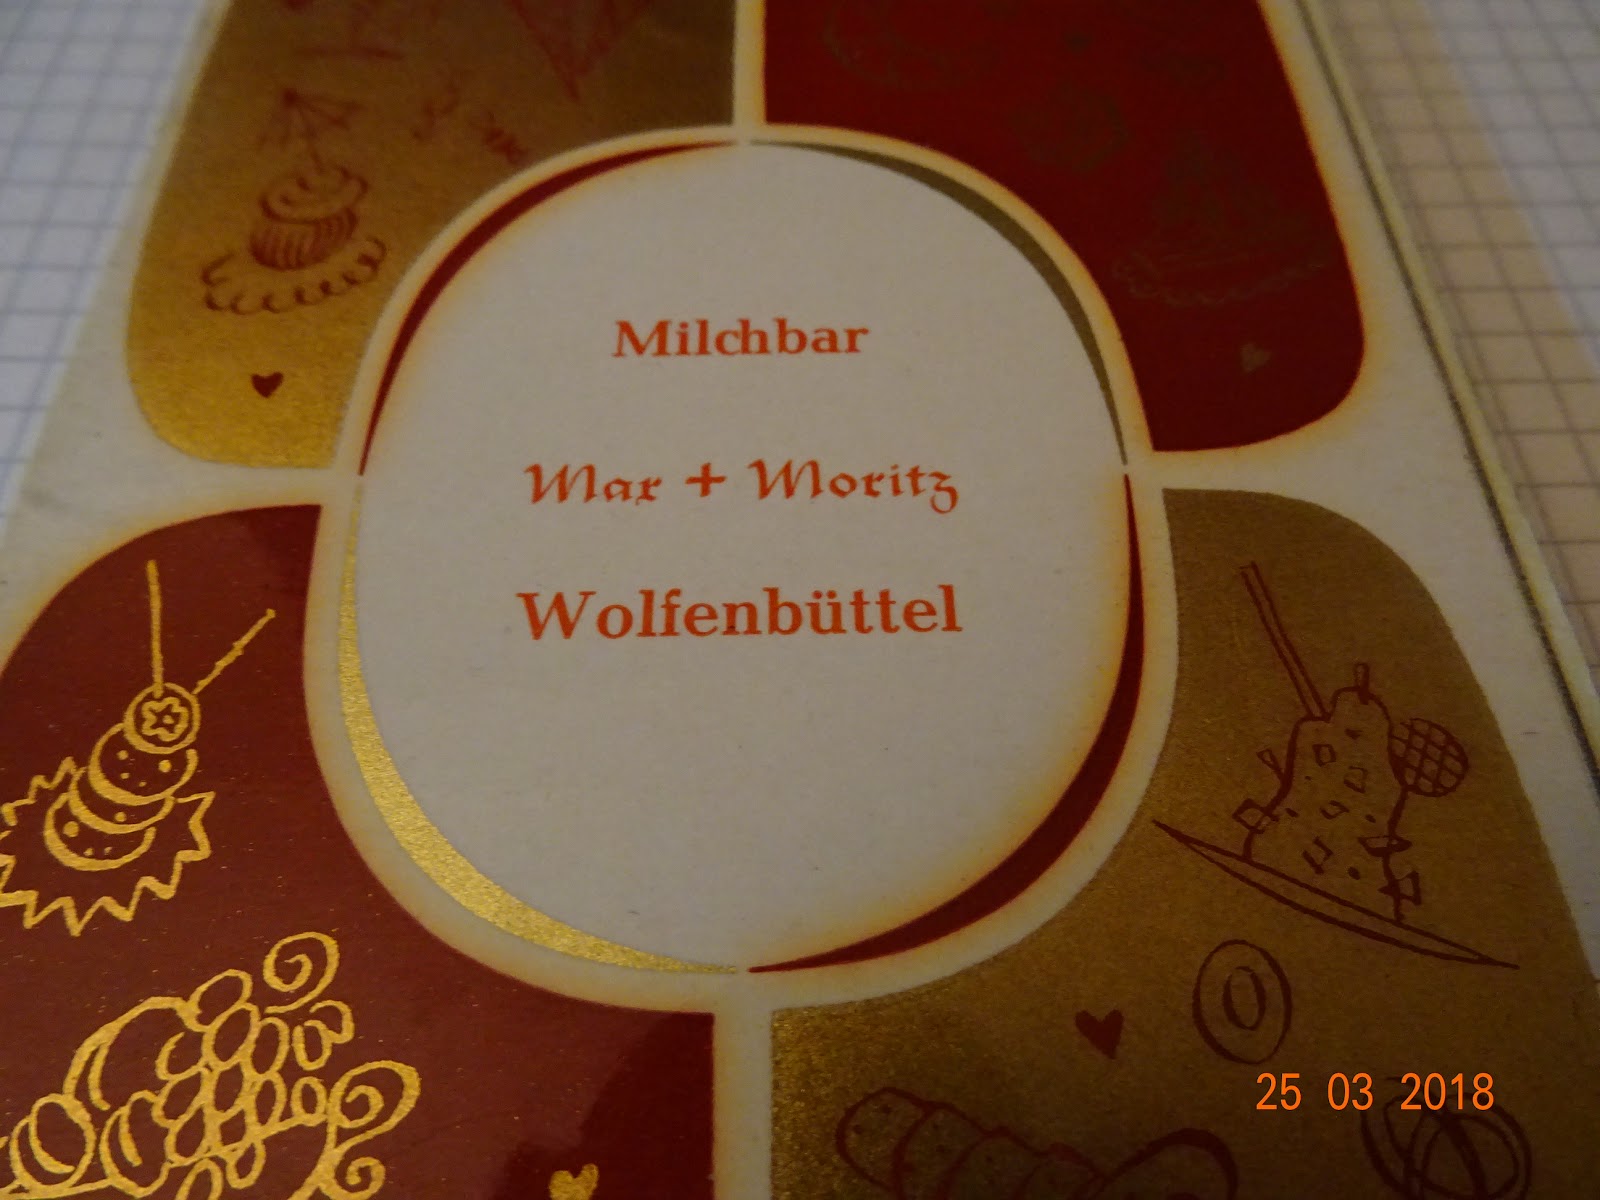 Milchbar
Max + Moritz
Wolfenbüttel
25 03 2018